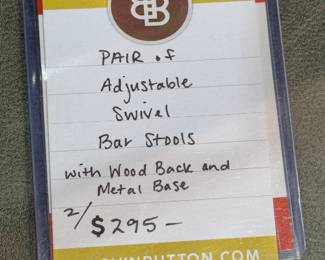 PAIR of
Adjustable
Swivel
Bar Stools
with Wood Back and
Metal Base
2/$295—